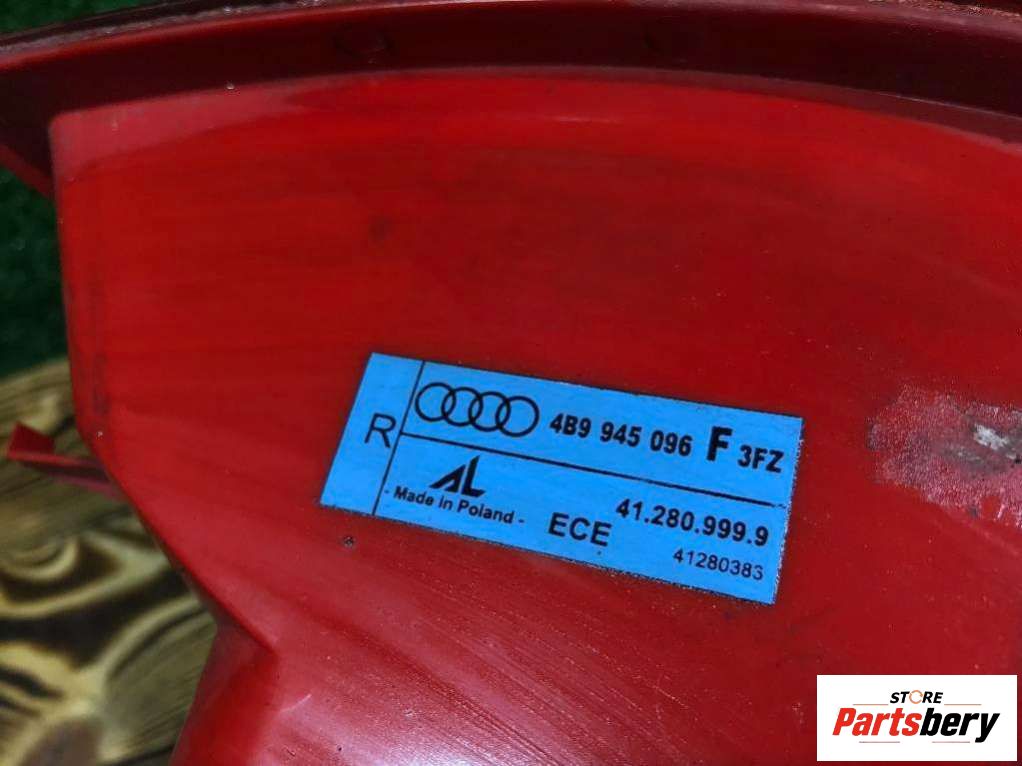 R
4B9 945 096 F 3FZ
AL
- Made in Poland -
ECE
41.280.999.9
41280383
STORE
Partsbery